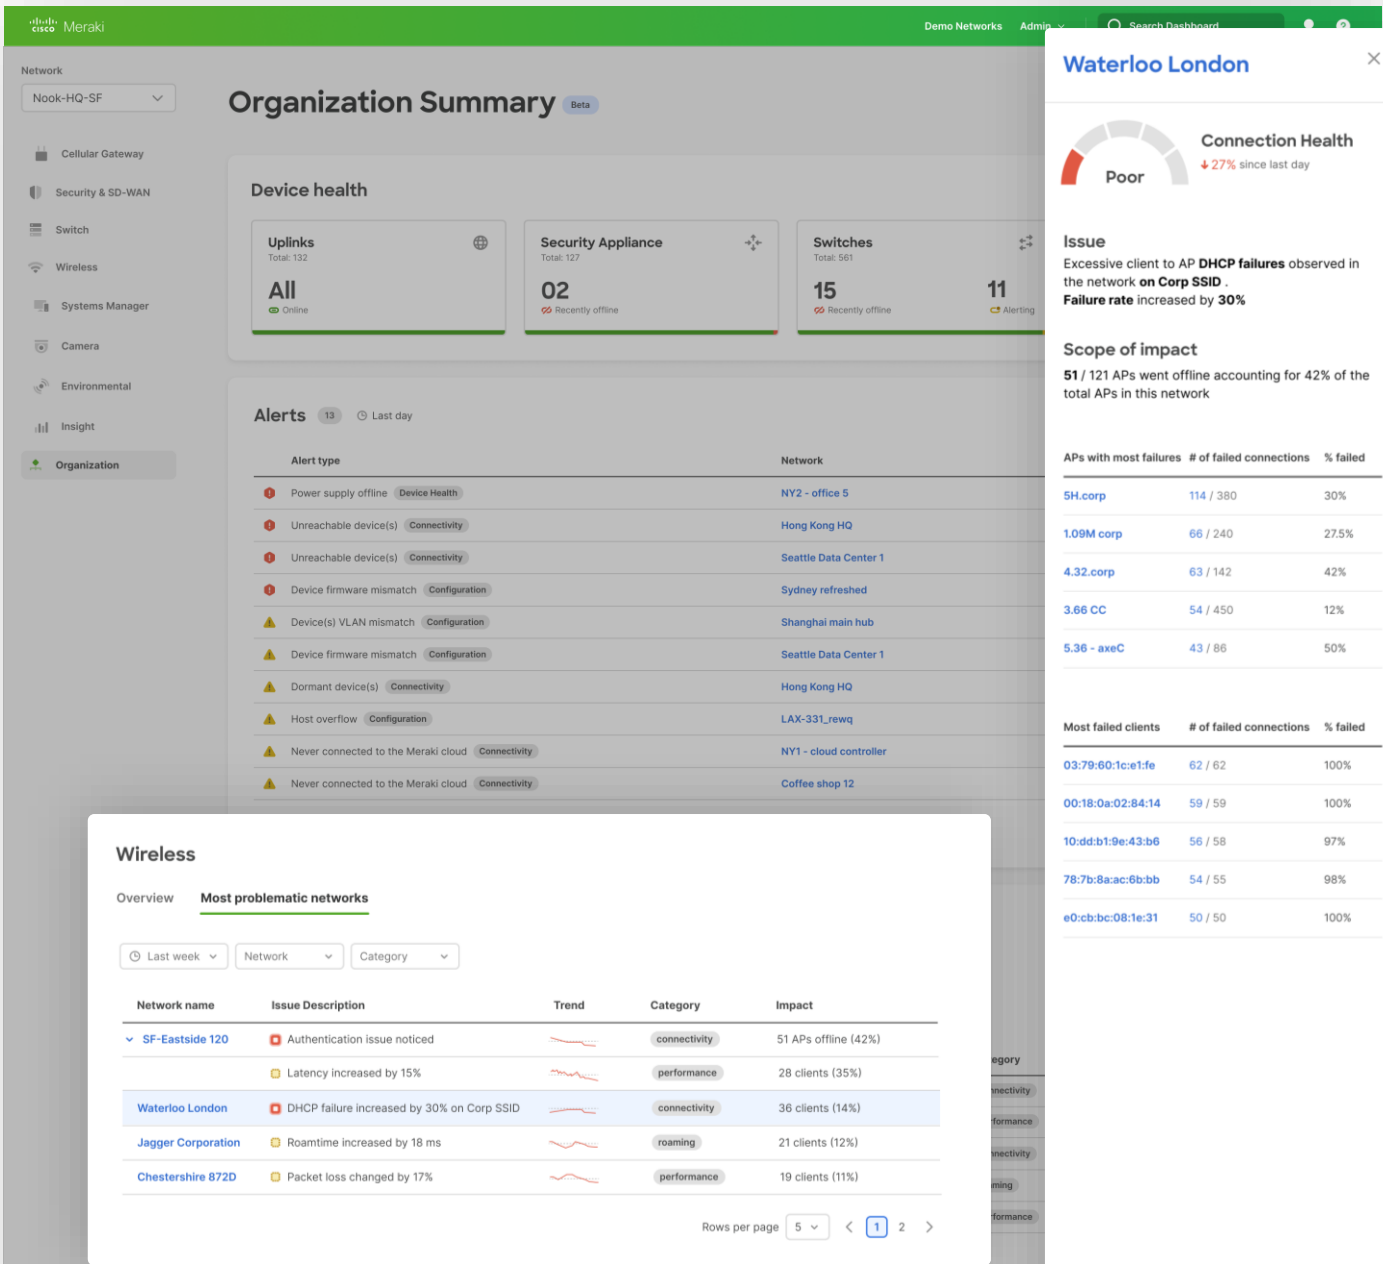 cisco Meraki
Demo Networks Admin Search Dashboard
Network
Nook-HQ-SF
Cellular Gateway
Security & SD-WAN
Switch
Wireless
Systems Manager
Camera
Environmental
Insight
Organization
Organization Summary Beta
Device health
Uplinks
Total: 132
All
Online
Security Appliance
Total: 127
02
Recently offline
Switches
Total: 561
15 11
Recently offline Alerting
Alerts 13 Last day
Alert type Network
Power supply offline Device Health NY2 - office 5
Unreachable device(s) Connectivity Hong Kong HQ
Unreachable device(s) Connectivity Seattle Data Center 1
Device firmware mismatch Configuration Sydney refreshed
Device(s) VLAN mismatch Configuration Shanghai main hub
Device firmware mismatch Configuration Seattle Data Center 1
Dormant device(s) Connectivity Hong Kong HQ
Host overflow Configuration LAX-331_rewq
Never connected to the Meraki cloud Connectivity NY1 - cloud controller
Never connected to the Meraki cloud Connectivity Coffee shop 12
Wireless
Overview Most problematic networks
Last week Network Category
Network name Issue Description Trend Category Impact
SF-Eastside 120 Authentication issue noticed connectivity 51 APs offline (42%)
Latency increased by 15% performance 28 clients (35%)
Waterloo London DHCP failure increased by 30% on Corp SSID connectivity 36 clients (14%)
Jagger Corporation Roamtime increased by 18 ms roaming 21 clients (12%)
Chestershire 872D Packet loss changed by 17% performance 19 clients (11%)
Rows per page 5 1 2
egory
nnectivity
formance
nnectivity
ming
formance
Waterloo London
Poor
Connection Health
27% since last day
Issue
Excessive client to AP DHCP failures observed in
the network on Corp SSID .
Failure rate increased by 30%
Scope of impact
51 / 121 APs went offline accounting for 42% of the
total APs in this network
APs with most failures # of failed connections % failed
5H.corp 114 / 380 30%
1.09M corp 66 / 240 27.5%
4.32.corp 63 / 142 42%
3.66 CC 54 / 450 12%
5.36 - axeC 43 / 86 50%
Most failed clients # of failed connections % failed
03:79:60:1c:e1:fe 62 / 62 100%
00:18:0a:02:84:14 59 / 59 100%
10:dd:b1:9e:43:b6 56 / 58 97%
78:7b:8a:ac:6b:bb 54 / 55 98%
e0:cb:bc:08:1e:31 50 / 50 100%